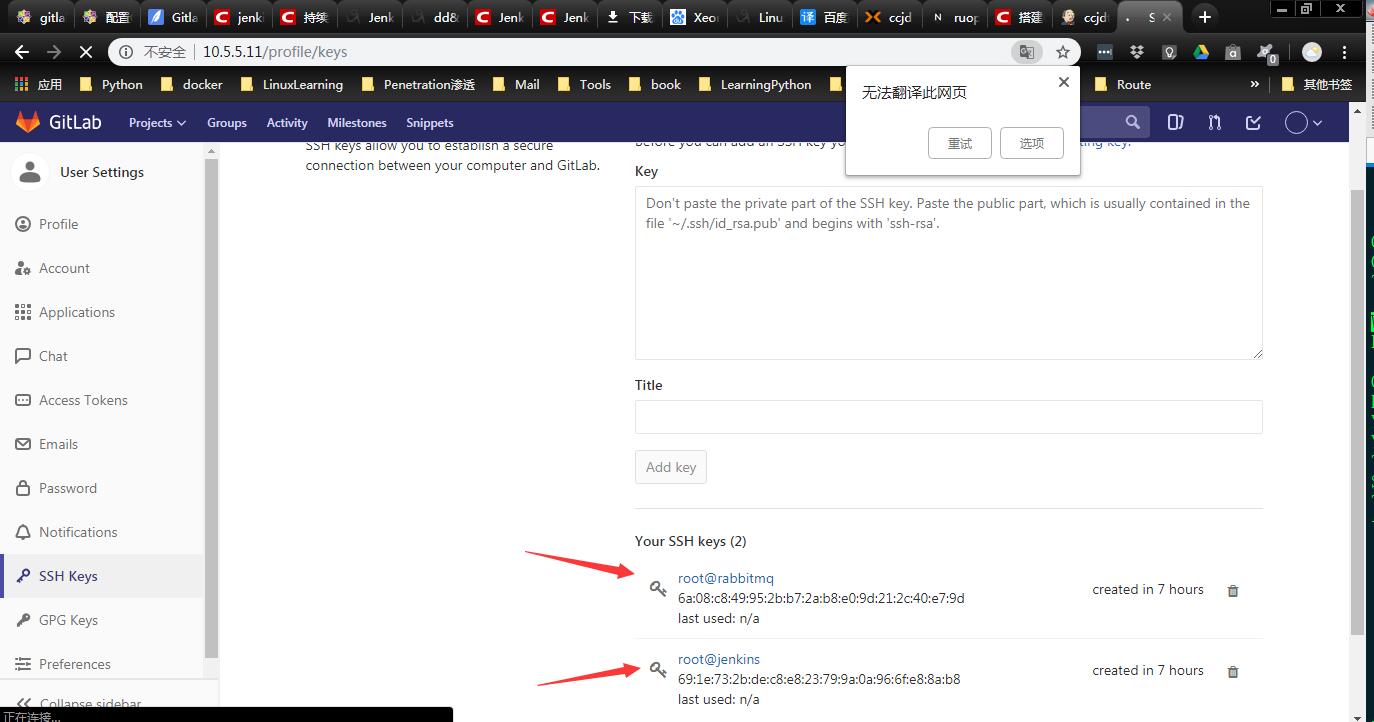 gitla 配置 Gitla jenki 持续 Jenk dd8& Jenk Jenk 下载 Xeo Linu 百度 ccjd ruop 搭建 ccjd S
不安全 10.5.5.11/profile/keys
应用 Python docker LinuxLearning Penetration渗透 Mail Tools book LearningPython Route » 其他书签
无法翻译此网页
重试 选项
GitLab Projects Groups Activity Milestones Snippets
User Settings
Profile
Account
Applications
Chat
Access Tokens
Emails
Password
Notifications
SSH Keys
GPG Keys
Preferences
Collapse sidebar
正在连接...
SSH keys allow you to establish a secure
connection between your computer and GitLab.
Before you can add an SSH key
Key
Don't paste the private part of the SSH key. Paste the public part, which is usually contained in the
file '~/.ssh/id_rsa.pub' and begins with 'ssh-rsa'.
Title
Add key
Your SSH keys (2)
root@rabbitmq
6a:08:c8:49:95:2b:b7:2a:b8:e0:9d:21:2c:40:e7:9d
last used: n/a
created in 7 hours
root@jenkins
69:1e:73:2b:de:c8:e8:23:79:9a:0a:96:6f:e8:8a:b8
last used: n/a
created in 7 hours